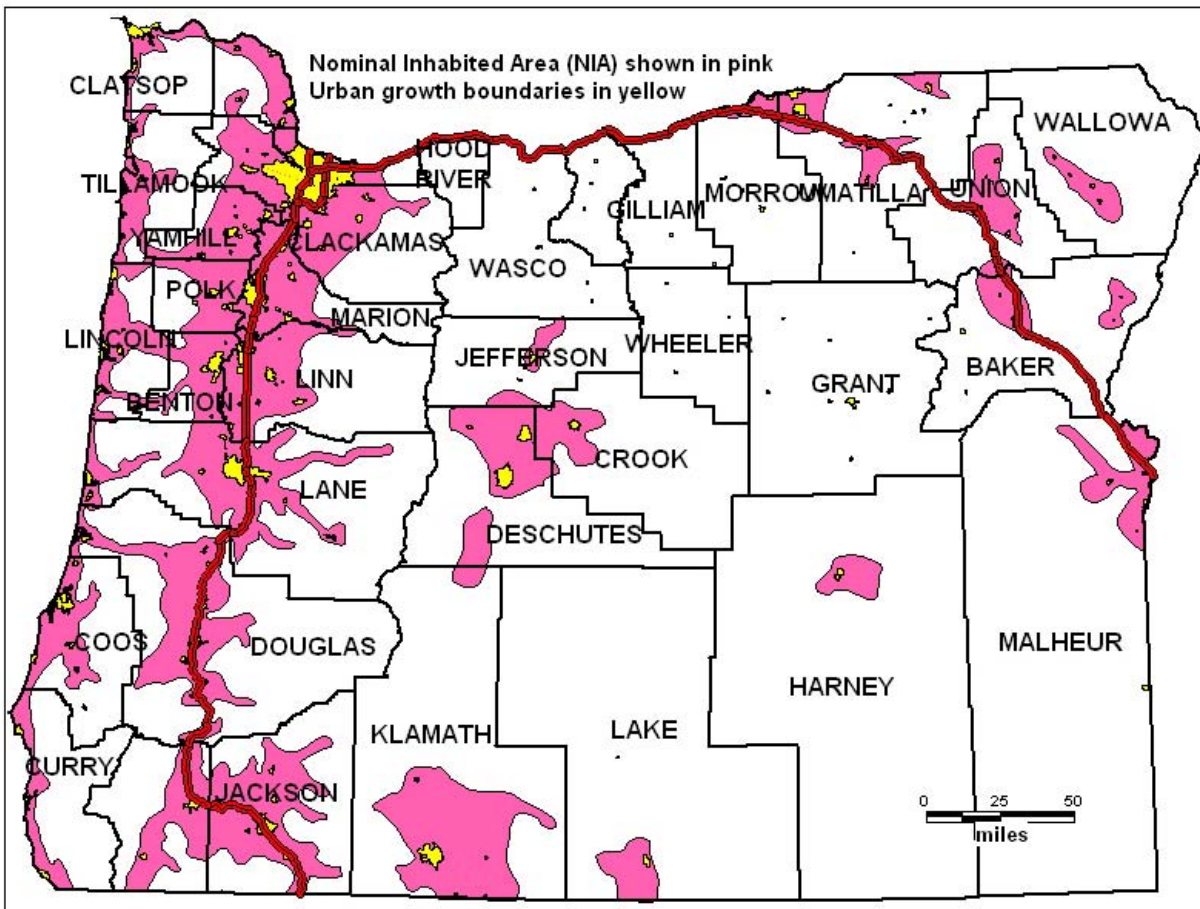 Nominal Inhabited Area (NIA) shown in pink
Urban growth boundaries in yellow
CLATSOP
WALLOWA
HOOD
RIVER
TILLAMOOK
MORROW
UMATILLA
UNION
GILLIAM
YAMHILL
CLACKAMAS
WASCO
POLK
MARION
LINCOLN
JEFFERSON
WHEELER
LINN
GRANT
BAKER
BENTON
CROOK
LANE
DESCHUTES
COOS
DOUGLAS
MALHEUR
HARNEY
KLAMATH
LAKE
CURRY
JACKSON
0 25 50
miles